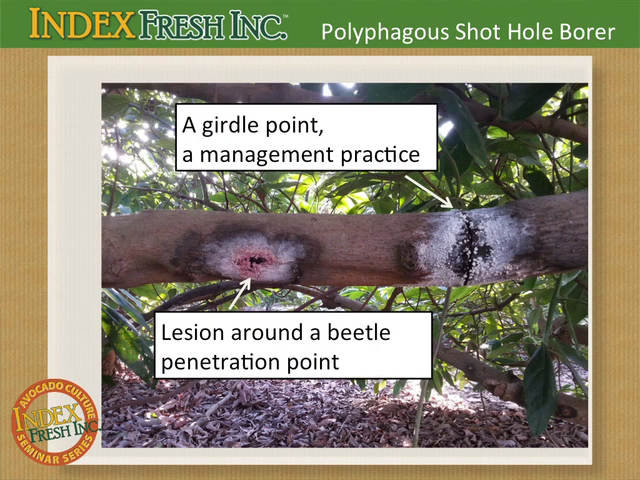 INDEX FRESH INC.™
Polyphagous Shot Hole Borer
A girdle point,
a management practice
Lesion around a beetle
penetration point
AVOCADO CULTURE
INDEX
FRESH INC.
SEMINAR SERIES